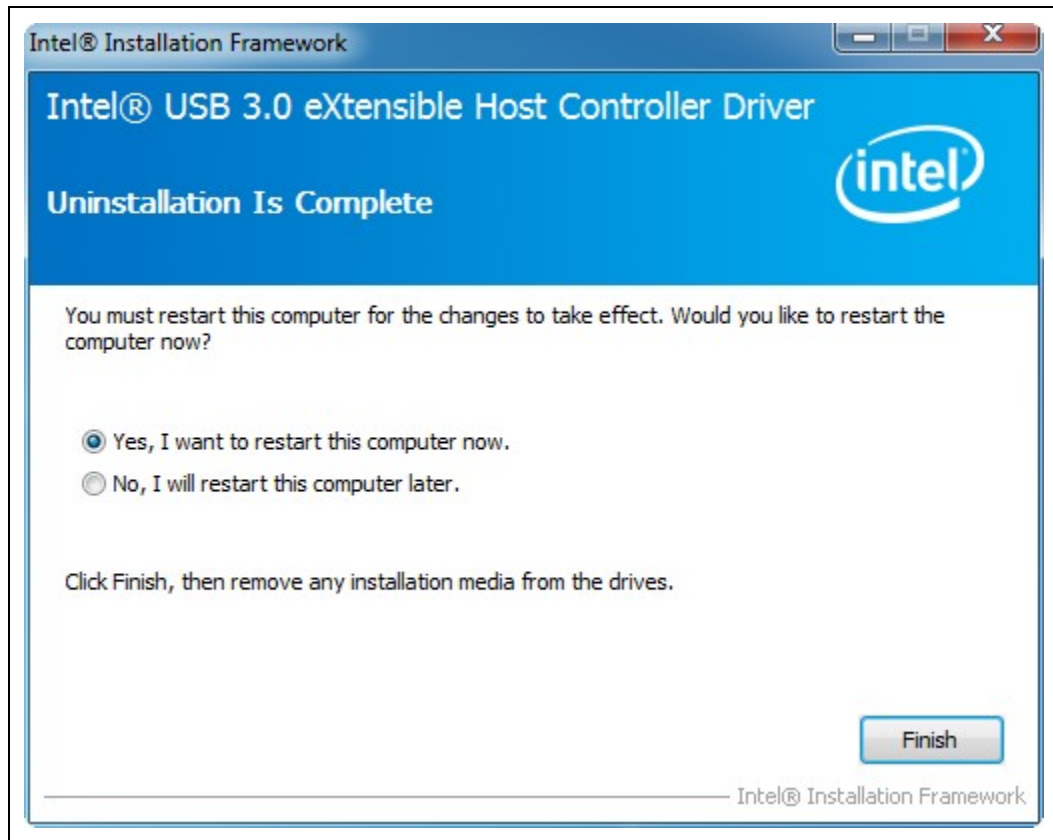 Intel® Installation Framework
Intel® USB 3.0 eXtensible Host Controller Driver
intel
Uninstallation Is Complete
You must restart this computer for the changes to take effect. Would you like to restart the
computer now?
Yes, I want to restart this computer now.
No, I will restart this computer later.
Click Finish, then remove any installation media from the drives.
Finish
Intel® Installation Framework